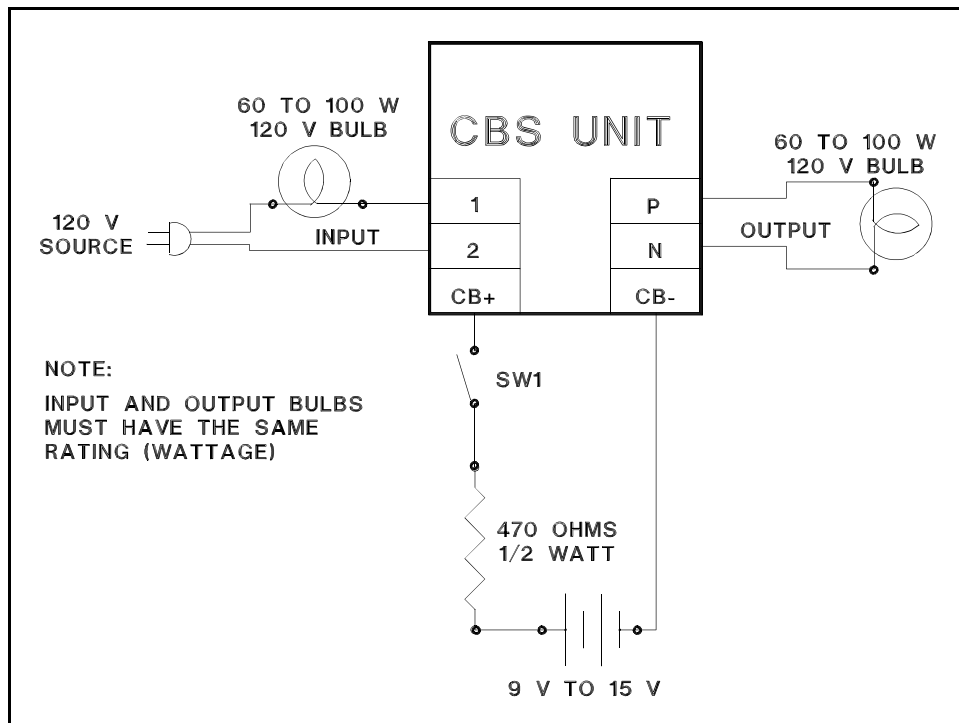 60 TO 100 W
120 V BULB
CBS UNIT
60 TO 100 W
120 V BULB
120 V
SOURCE
INPUT
1
2
CB+
P
N
CB-
OUTPUT
NOTE:
INPUT AND OUTPUT BULBS
MUST HAVE THE SAME
RATING (WATTAGE)
SW1
470 OHMS
1/2 WATT
9 V TO 15 V